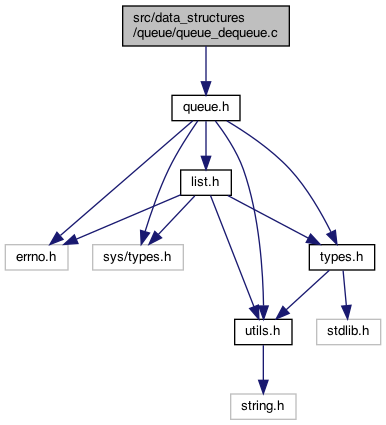 src/data_structures
/queue/queue_dequeue.c
queue.h
list.h
errno.h
sys/types.h
types.h
utils.h
stdlib.h
string.h